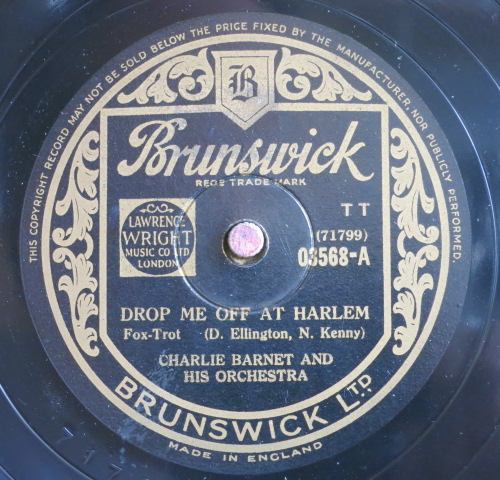 THIS COPYRIGHT RECORD MAY NOT BE SOLD BELOW THE PRICE FIXED BY THE MANUFACTURER, NOR PUBLICLY PERFORMED.
B
Brunswick
REGD TRADE MARK
LAWRENCE
WRIGHT
MUSIC CO LTD
LONDON
TT
(71799)
03568-A
DROP ME OFF AT HARLEM
Fox-Trot (D. Ellington, N. Kenny)
CHARLIE BARNET AND
HIS ORCHESTRA
BRUNSWICK LTD
MADE IN ENGLAND